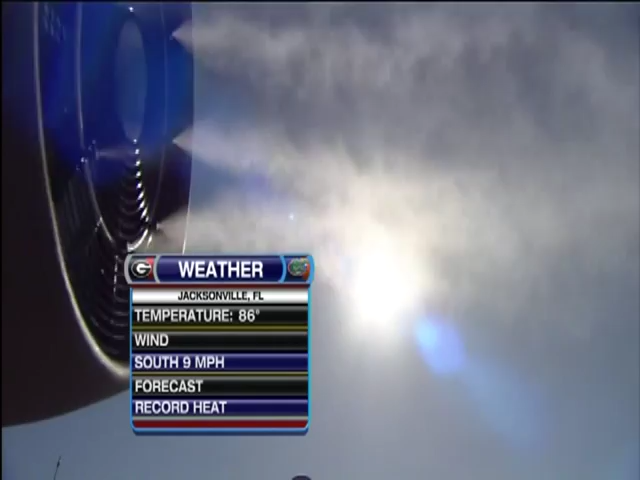 WEATHER
JACKSONVILLE, FL
TEMPERATURE: 86°
WIND
SOUTH 9 MPH
FORECAST
RECORD HEAT